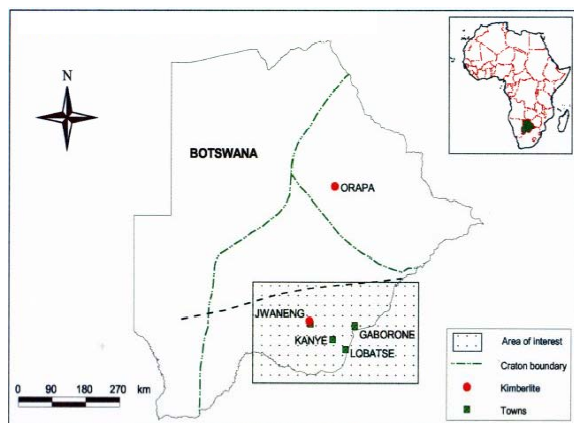 N
BOTSWANA
ORAPA
JWANENG
GABORONE
KANYE
LOBATSE
0 90 180 270 km
Area of interest
Craton boundary
Kimberlite
Towns